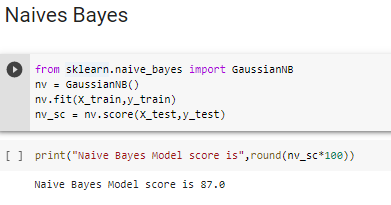 Naives Bayes
from sklearn.naive_bayes import GaussianNB
nv = GaussianNB()
nv.fit(X_train,y_train)
nv_sc = nv.score(X_test,y_test)
[ ] print("Naive Bayes Model score is",round(nv_sc*100))
Naive Bayes Model score is 87.0